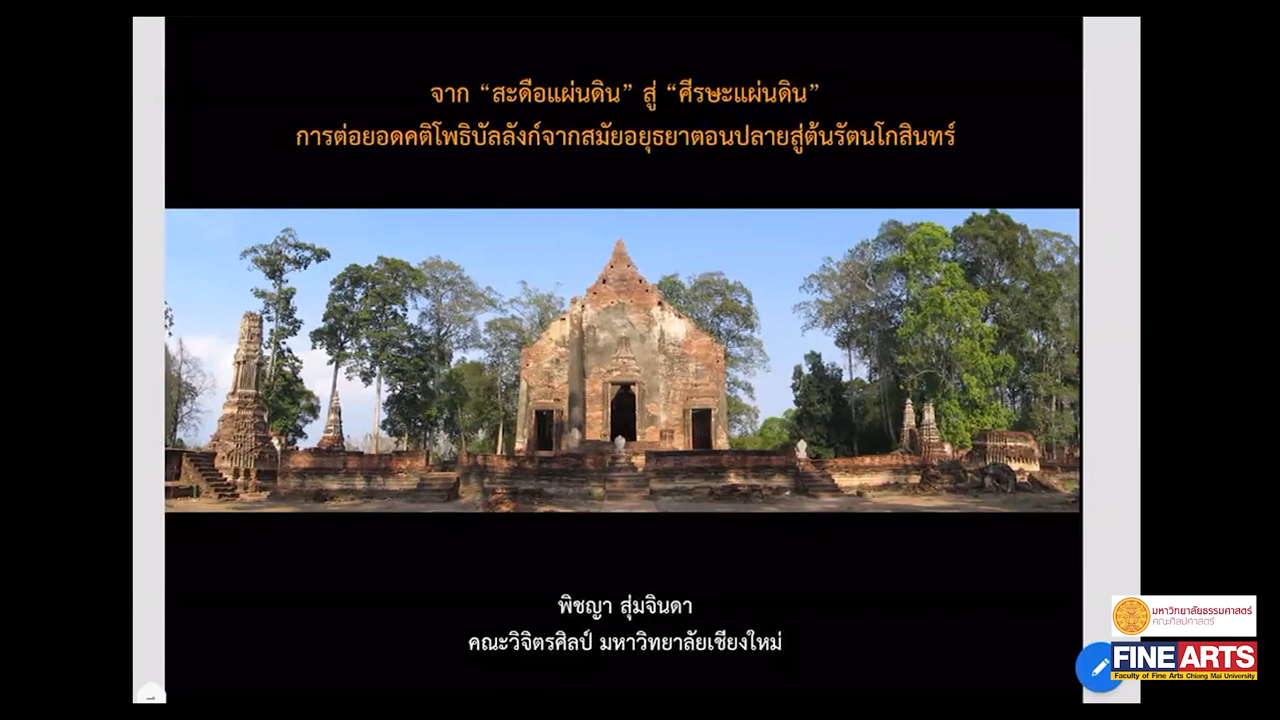 จาก “สะดือแผ่นดิน” สู่ “ศีรษะแผ่นดิน”
การต่อยอดคติโพธิบัลลังก์จากสมัยอยุธยาตอนปลายสู่ต้นรัตนโกสินทร์
พิชญา สุ่มจินดา
คณะวิจิตรศิลป์ มหาวิทยาลัยเชียงใหม่
มหาวิทยาลัยธรรมศาสตร์
คณะศิลปศาสตร์
FINE ARTS
Faculty of Fine Arts Chiang Mai University